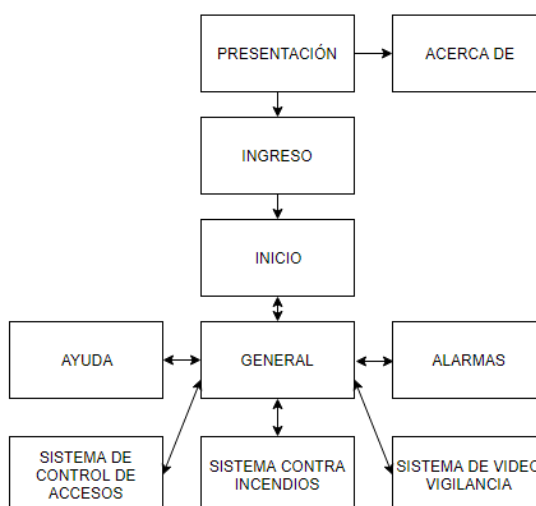 PRESENTACIÓN
ACERCA DE
INGRESO
INICIO
AYUDA
GENERAL
ALARMAS
SISTEMA DE
CONTROL DE
ACCESOS
SISTEMA CONTRA
INCENDIOS
SISTEMA DE VIDEO
VIGILANCIA